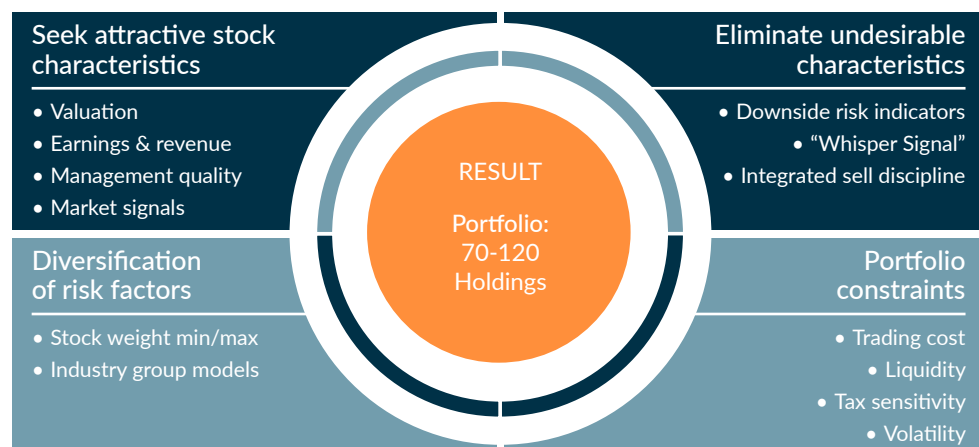 Seek attractive stock
characteristics
• Valuation
• Earnings & revenue
• Management quality
• Market signals
Eliminate undesirable
characteristics
• Downside risk indicators
• “Whisper Signal”
• Integrated sell discipline
RESULT
Portfolio:
70-120
Holdings
Diversification
of risk factors
• Stock weight min/max
• Industry group models
Portfolio
constraints
• Trading cost
• Liquidity
• Tax sensitivity
• Volatility